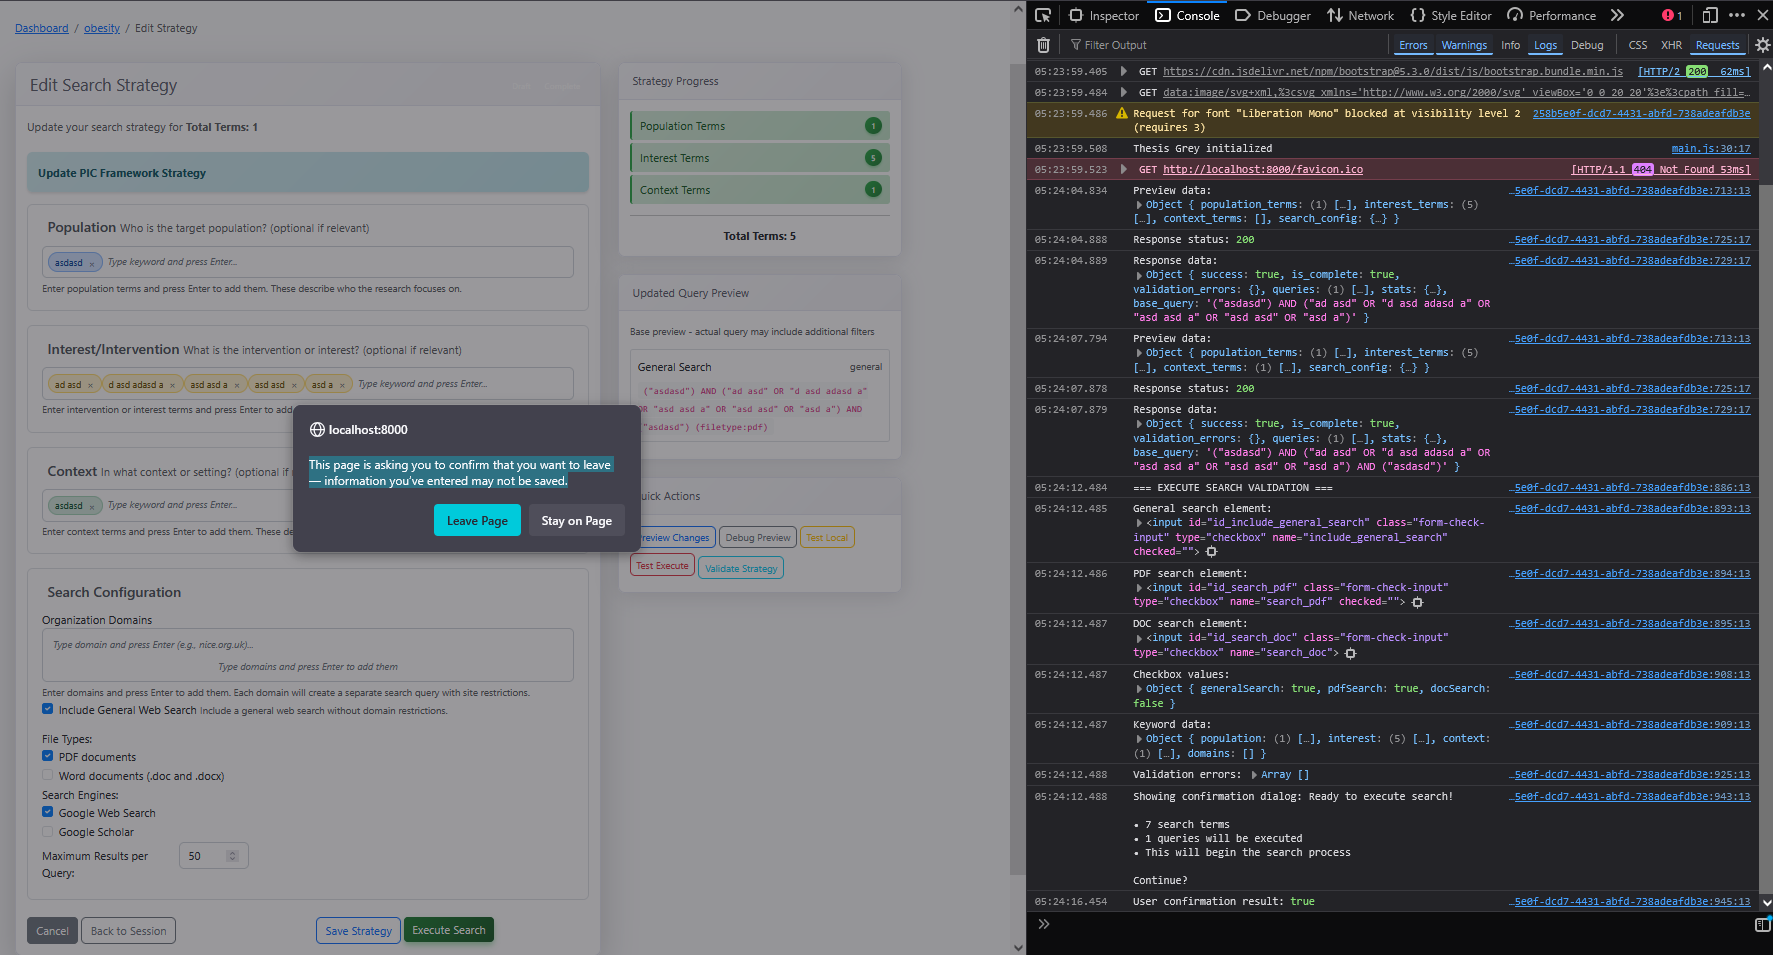 Dashboard / obesity / Edit Strategy
Edit Search Strategy
Update your search strategy for Total Terms: 1
Update PIC Framework Strategy
Population Who is the target population? (optional if relevant)
asdasd × Type keyword and press Enter...
Enter population terms and press Enter to add them. These describe who the research focuses on.
Interest/Intervention What is the intervention or interest? (optional if relevant)
ad asd × d asd adasd a × asd asd a × asd asd × asd a × Type keyword and press Enter...
Enter intervention or interest terms and press Enter to add
Context In what context or setting? (optional if
asdasd × Type keyword and press Enter...
Enter context terms and press Enter to add them. These de
Search Configuration
Organization Domains
Type domain and press Enter (e.g., nice.org.uk)...
Type domains and press Enter to add them
Enter domains and press Enter to add them. Each domain will create a separate search query with site restrictions.
Include General Web Search Include a general web search without domain restrictions.
File Types:
PDF documents
Word documents (.doc and .docx)
Search Engines:
Google Web Search
Google Scholar
Maximum Results per
Query:
50
Cancel
Back to Session
Save Strategy
Execute Search
Strategy Progress
Population Terms 1
Interest Terms 5
Context Terms 1
Total Terms: 5
Updated Query Preview
Base preview - actual query may include additional filters
General Search general
("asdasd") AND ("ad asd" OR "d asd adasd a"
OR "asd asd a" OR "asd asd" OR "asd a") AND
"asdasd") (filetype:pdf)
uick Actions
review Changes
Debug Preview
Test Local
Test Execute
Validate Strategy
localhost:8000
This page is asking you to confirm that you want to leave
— information you've entered may not be saved.
Leave Page
Stay on Page
Inspector Console Debugger Network Style Editor Performance 1
Filter Output Errors Warnings Info Logs Debug CSS XHR Requests
05:23:59.405 GET https://cdn.jsdelivr.net/npm/bootstrap@5.3.0/dist/js/bootstrap.bundle.min.js [HTTP/2 200 62ms]
05:23:59.484 GET data:image/svg+xml,%3csvg xmlns='http://www.w3.org/2000/svg' viewBox='0 0 20 20'%3e%3cpath fill=…
05:23:59.486 Request for font "Liberation Mono" blocked at visibility level 2 258b5e0f-dcd7-4431-abfd-738adeafdb3e
(requires 3)
05:23:59.508 Thesis Grey initialized main.js:30:17
05:23:59.523 GET http://localhost:8000/favicon.ico [HTTP/1.1 404 Not Found 53ms]
05:24:04.834 Preview data: …5e0f-dcd7-4431-abfd-738adeafdb3e:713:13
Object { population_terms: (1) […], interest_terms: (5)
[…], context_terms: [], search_config: {…} }
05:24:04.888 Response status: 200 …5e0f-dcd7-4431-abfd-738adeafdb3e:725:17
05:24:04.889 Response data: …5e0f-dcd7-4431-abfd-738adeafdb3e:729:17
Object { success: true, is_complete: true,
validation_errors: {}, queries: (1) […], stats: {…},
base_query: '("asdasd") AND ("ad asd" OR "d asd adasd a" OR
"asd asd a" OR "asd asd" OR "asd a")' }
05:24:07.794 Preview data: …5e0f-dcd7-4431-abfd-738adeafdb3e:713:13
Object { population_terms: (1) […], interest_terms: (5)
[…], context_terms: (1) […], search_config: {…} }
05:24:07.878 Response status: 200 …5e0f-dcd7-4431-abfd-738adeafdb3e:725:17
05:24:07.879 Response data: …5e0f-dcd7-4431-abfd-738adeafdb3e:729:17
Object { success: true, is_complete: true,
validation_errors: {}, queries: (1) […], stats: {…},
base_query: '("asdasd") AND ("ad asd" OR "d asd adasd a" OR
"asd asd a" OR "asd asd" OR "asd a") AND ("asdasd")' }
05:24:12.484 === EXECUTE SEARCH VALIDATION === …5e0f-dcd7-4431-abfd-738adeafdb3e:886:13
05:24:12.485 General search element: …5e0f-dcd7-4431-abfd-738adeafdb3e:893:13
<input id="id_include_general_search" class="form-check-
input" type="checkbox" name="include_general_search"
checked="">
05:24:12.486 PDF search element: …5e0f-dcd7-4431-abfd-738adeafdb3e:894:13
<input id="id_search_pdf" class="form-check-input"
type="checkbox" name="search_pdf" checked="">
05:24:12.487 DOC search element: …5e0f-dcd7-4431-abfd-738adeafdb3e:895:13
<input id="id_search_doc" class="form-check-input"
type="checkbox" name="search_doc">
05:24:12.487 Checkbox values: …5e0f-dcd7-4431-abfd-738adeafdb3e:908:13
Object { generalSearch: true, pdfSearch: true, docSearch:
false }
05:24:12.487 Keyword data: …5e0f-dcd7-4431-abfd-738adeafdb3e:909:13
Object { population: (1) […], interest: (5) […], context:
(1) […], domains: [] }
05:24:12.488 Validation errors: Array [] …5e0f-dcd7-4431-abfd-738adeafdb3e:925:13
05:24:12.488 Showing confirmation dialog: Ready to execute search! …5e0f-dcd7-4431-abfd-738adeafdb3e:943:13
• 7 search terms
• 1 queries will be executed
• This will begin the search process
Continue?
05:24:16.454 User confirmation result: true …5e0f-dcd7-4431-abfd-738adeafdb3e:945:13